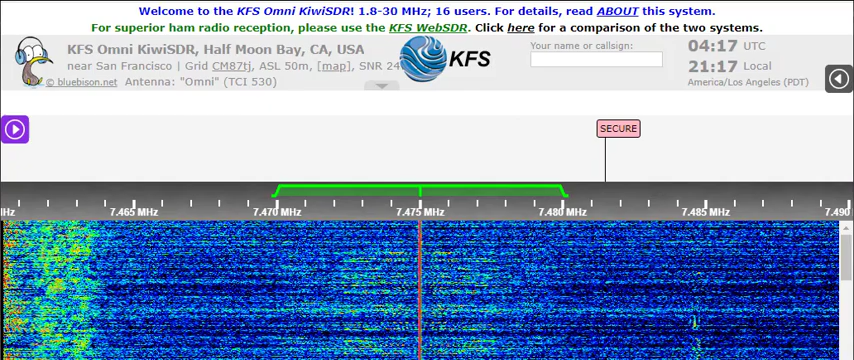 Welcome to the KFS Omni KiwiSDR! 1.8-30 MHz; 16 users. For details, read ABOUT this system.
For superior ham radio reception, please use the KFS WebSDR. Click here for a comparison of the two systems.
KFS Omni KiwiSDR, Half Moon Bay, CA, USA
near San Francisco | Grid CM87tj, ASL 50m, [map], SNR 24
© bluebison.net Antenna: "Omni" (TCI 530)
KFS
Your name or callsign:
04:17 UTC
21:17 Local
America/Los Angeles (PDT)
SECURE
Hz 7.465 MHz 7.470 MHz 7.475 MHz 7.480 MHz 7.485 MHz 7.490